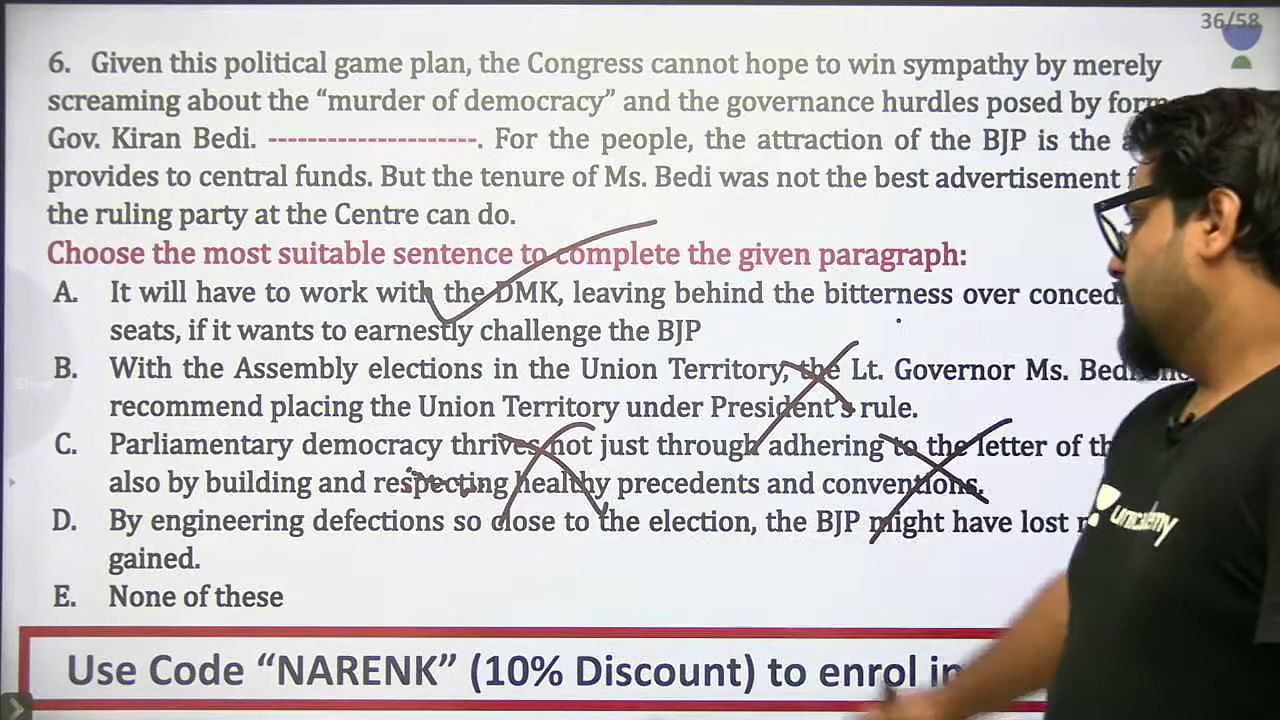 36/58
6. Given this political game plan, the Congress cannot hope to win sympathy by merely
screaming about the “murder of democracy” and the governance hurdles posed by
Gov. Kiran Bedi. ---------------------. For the people, the attraction of the BJP is the
provides to central funds. But the tenure of Ms. Bedi was not the best advertisement
the ruling party at the Centre can do.
Choose the most suitable sentence to complete the given paragraph:
A. It will have to work with the DMK, leaving behind the bitterness over
seats, if it wants to earnestly challenge the BJP
B. With the Assembly elections in the Union Territory, the Lt. Governor Ms.
recommend placing the Union Territory under President's rule.
C. Parliamentary democracy thrives not just through adhering to the letter of
also by building and respecting healthy precedents and conventions.
D. By engineering defections so close to the election, the BJP might have lost
gained.
E. None of these
unacademy
Use Code “NARENK” (10% Discount) to enrol in